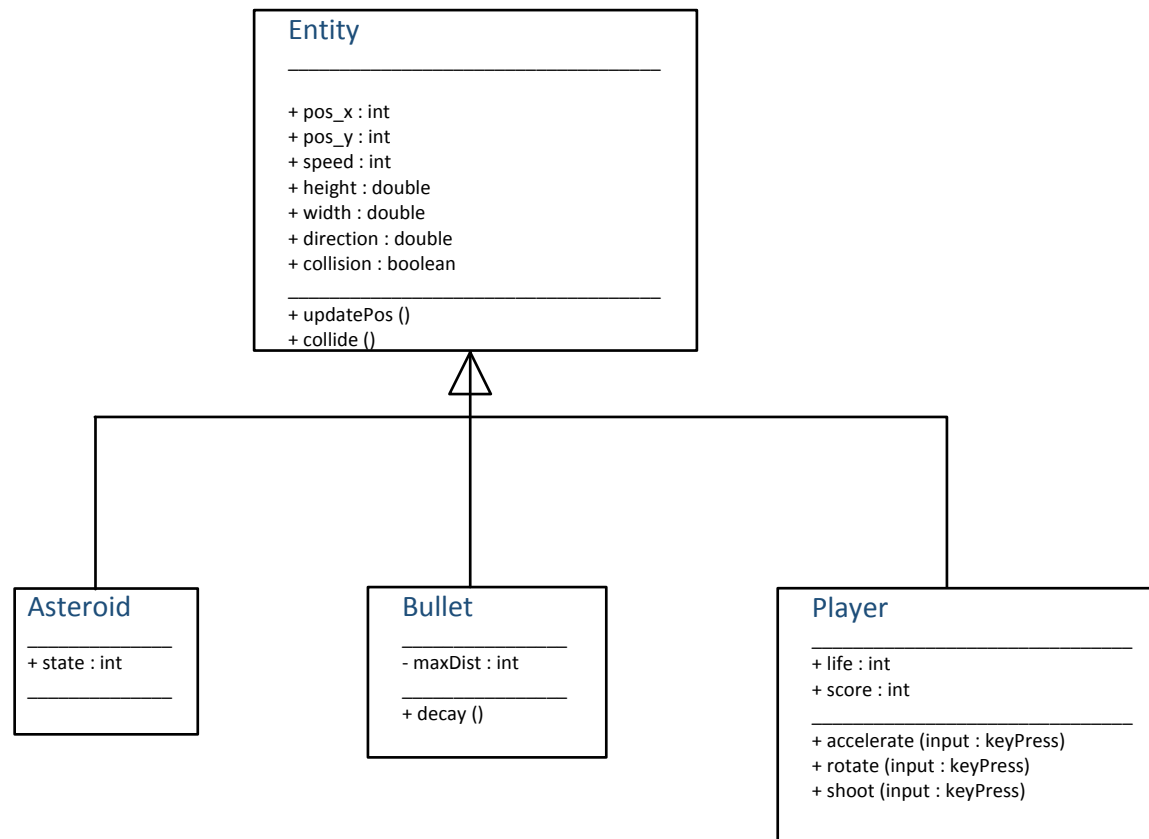 Entity
+ pos_x : int
+ pos_y : int
+ speed : int
+ height : double
+ width : double
+ direction : double
+ collision : boolean
+ updatePos ()
+ collide ()
Asteroid
+ state : int
Bullet
- maxDist : int
+ decay ()
Player
+ life : int
+ score : int
+ accelerate (input : keyPress)
+ rotate (input : keyPress)
+ shoot (input : keyPress)